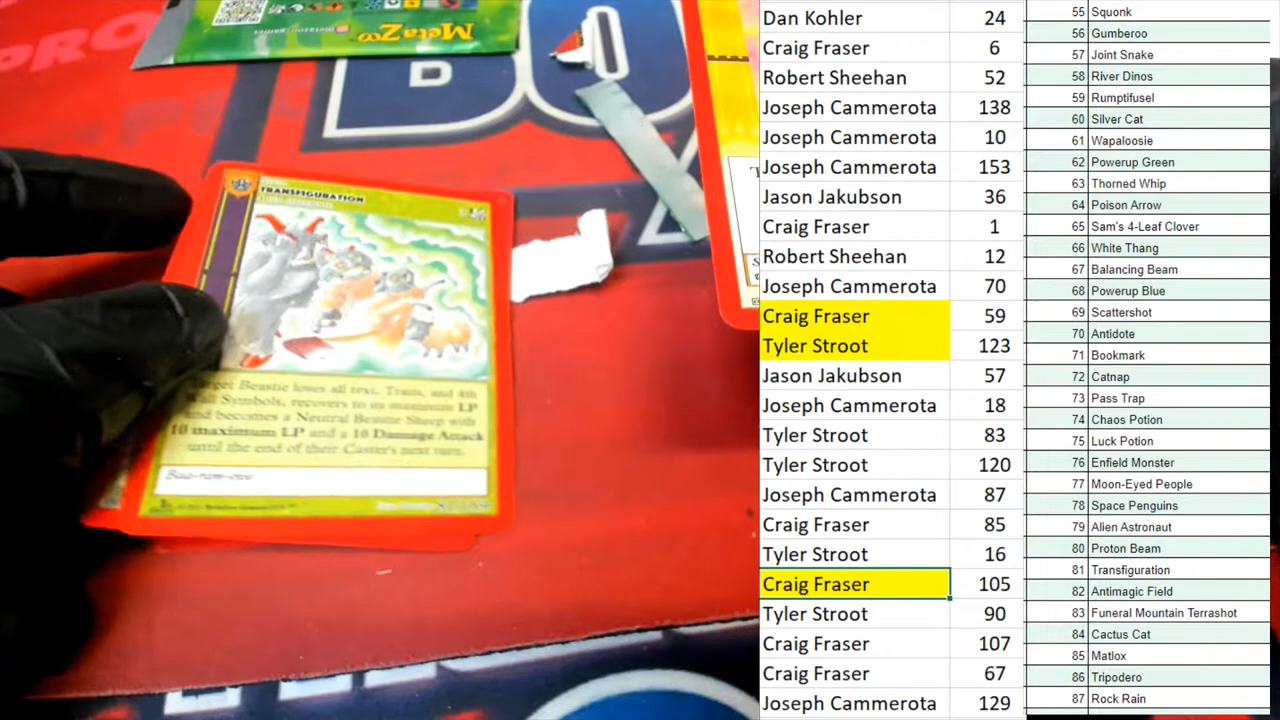 MetaZoo
TRANSFIGURATION
Target Beastie loses all text, Traits, and 4th
Wall Symbols, recovers to its maximum LP
and becomes a Neutral Beastie Sheep with
10 maximum LP and a 10 Damage Attack
until the end of their Caster's next turn.
Baa-ram-ewe
Dan Kohler 24
Craig Fraser 6
Robert Sheehan 52
Joseph Cammerota 138
Joseph Cammerota 10
Joseph Cammerota 153
Jason Jakubson 36
Craig Fraser 1
Robert Sheehan 12
Joseph Cammerota 70
Craig Fraser 59
Tyler Stroot 123
Jason Jakubson 57
Joseph Cammerota 18
Tyler Stroot 83
Tyler Stroot 120
Joseph Cammerota 87
Craig Fraser 85
Tyler Stroot 16
Craig Fraser 105
Tyler Stroot 90
Craig Fraser 107
Craig Fraser 67
Joseph Cammerota 129
55 Squonk
56 Gumberoo
57 Joint Snake
58 River Dinos
59 Rumptifusel
60 Silver Cat
61 Wapaloosie
62 Powerup Green
63 Thorned Whip
64 Poison Arrow
65 Sam's 4-Leaf Clover
66 White Thang
67 Balancing Beam
68 Powerup Blue
69 Scattershot
70 Antidote
71 Bookmark
72 Catnap
73 Pass Trap
74 Chaos Potion
75 Luck Potion
76 Enfield Monster
77 Moon-Eyed People
78 Space Penguins
79 Alien Astronaut
80 Proton Beam
81 Transfiguration
82 Antimagic Field
83 Funeral Mountain Terrashot
84 Cactus Cat
85 Matlox
86 Tripodero
87 Rock Rain